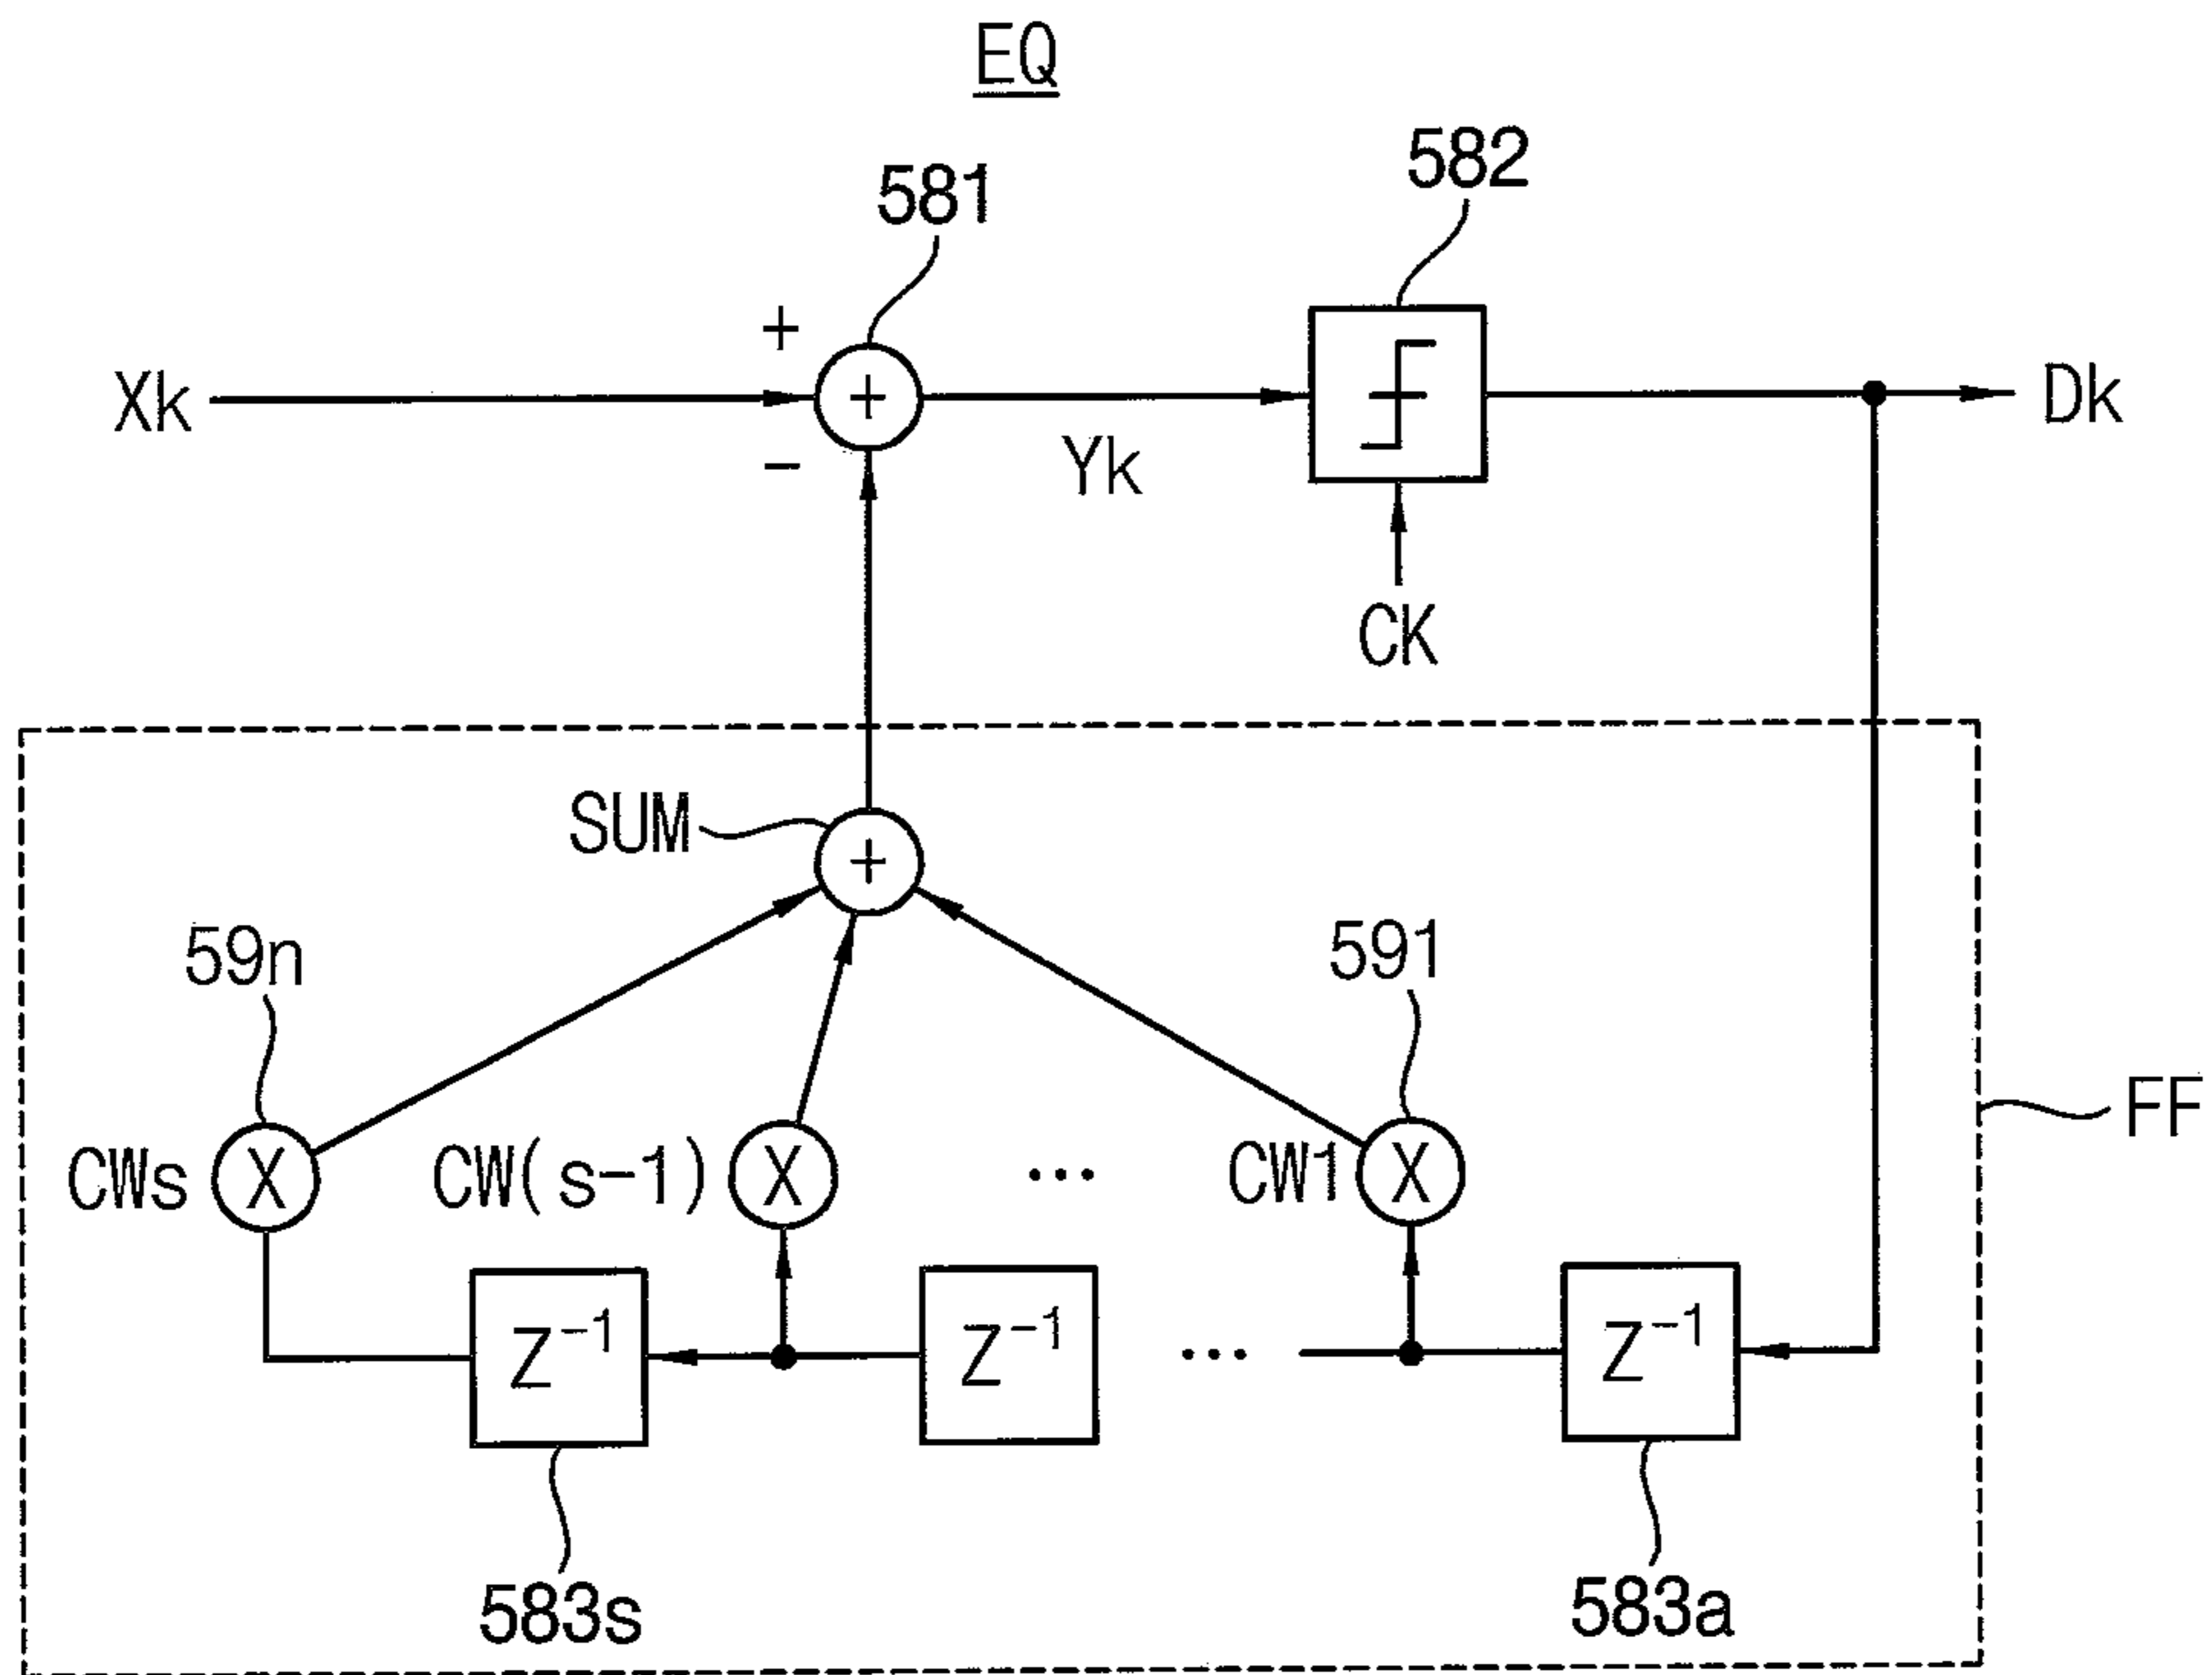 EQ
581
582
+
Xk
+
Dk
-
Yk
CK
SUM
+
59n
591
FF
CWs
X
CW(s-1)
X
...
CW1
X
Z⁻¹
Z⁻¹
...
Z⁻¹
583s
583a